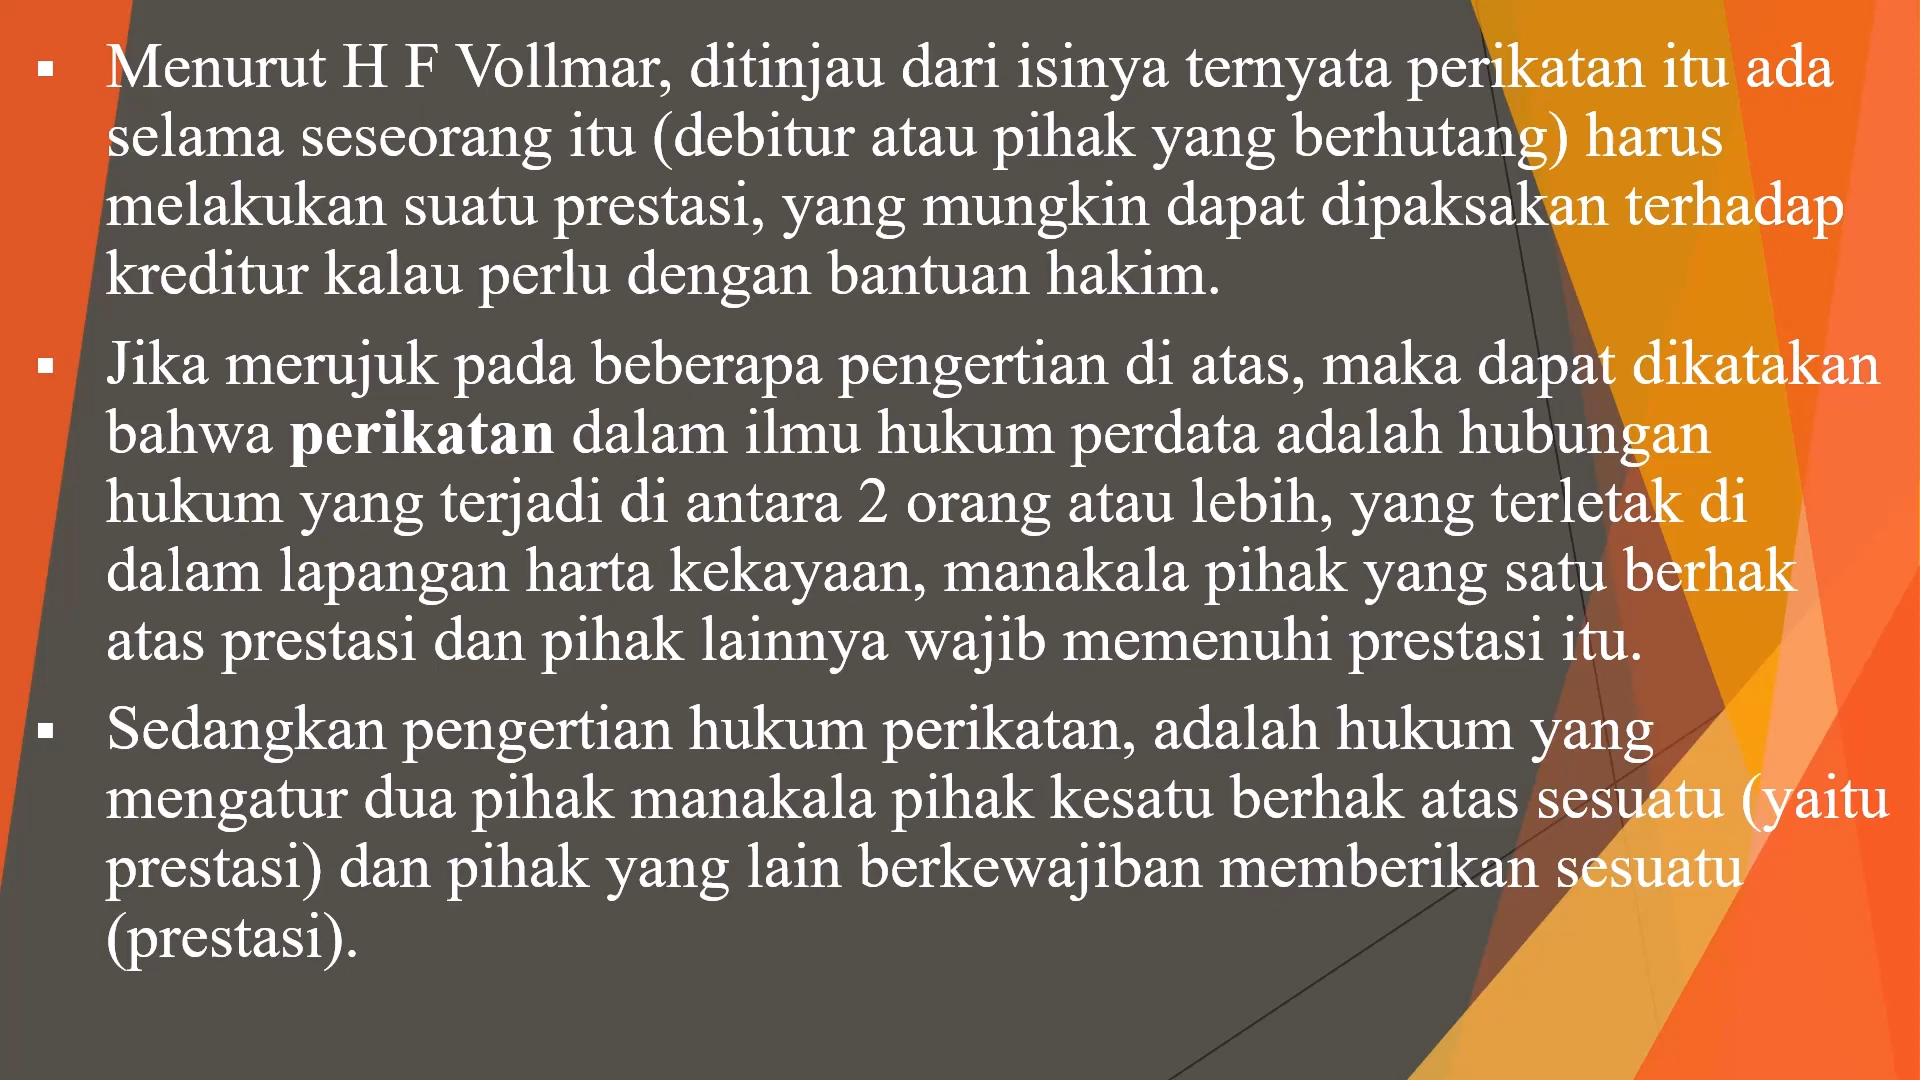 ▪ Menurut H F Vollmar, ditinjau dari isinya ternyata perikatan itu ada
selama seseorang itu (debitur atau pihak yang berhutang) harus
melakukan suatu prestasi, yang mungkin dapat dipaksakan terhadap
kreditur kalau perlu dengan bantuan hakim.
▪ Jika merujuk pada beberapa pengertian di atas, maka dapat dikatakan
bahwa perikatan dalam ilmu hukum perdata adalah hubungan
hukum yang terjadi di antara 2 orang atau lebih, yang terletak di
dalam lapangan harta kekayaan, manakala pihak yang satu berhak
atas prestasi dan pihak lainnya wajib memenuhi prestasi itu.
▪ Sedangkan pengertian hukum perikatan, adalah hukum yang
mengatur dua pihak manakala pihak kesatu berhak atas sesuatu (yaitu
prestasi) dan pihak yang lain berkewajiban memberikan sesuatu
(prestasi).